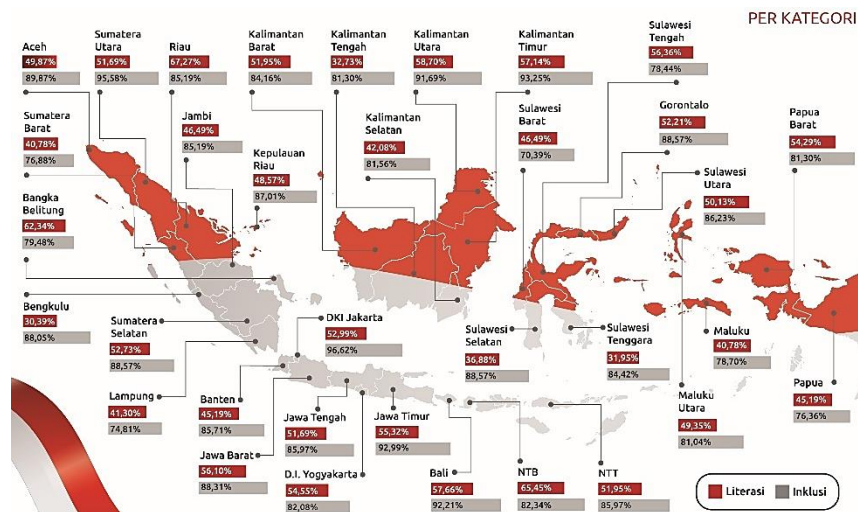 PER KATEGORI
Aceh
49,87%
89,87%
Sumatera
Utara
51,69%
95,58%
Riau
67,27%
85,19%
Kalimantan
Barat
51,95%
84,16%
Kalimantan
Tengah
32,73%
81,30%
Kalimantan
Utara
58,70%
91,69%
Kalimantan
Timur
57,14%
93,25%
Sulawesi
Tengah
56,36%
78,44%
Sumatera
Barat
40,78%
76,88%
Jambi
46,49%
85,19%
Kepulauan
Riau
48,57%
87,01%
Kalimantan
Selatan
42,08%
81,56%
Sulawesi
Barat
46,49%
70,39%
Gorontalo
52,21%
88,57%
Papua
Barat
54,29%
81,30%
Sulawesi
Utara
50,13%
86,23%
Bangka
Belitung
62,34%
79,48%
Bengkulu
30,39%
88,05%
Sumatera
Selatan
52,73%
88,57%
DKI Jakarta
52,99%
96,62%
Sulawesi
Selatan
36,88%
88,57%
Sulawesi
Tenggara
31,95%
84,42%
Maluku
40,78%
78,70%
Papua
45,19%
76,36%
Lampung
41,30%
74,81%
Banten
45,19%
85,71%
Jawa Tengah
51,69%
85,97%
Jawa Timur
55,32%
92,99%
Maluku
Utara
49,35%
81,04%
Jawa Barat
56,10%
88,31%
D.I. Yogyakarta
54,55%
82,08%
Bali
57,66%
92,21%
NTB
65,45%
82,34%
NTT
51,95%
85,97%
Literasi
Inklusi